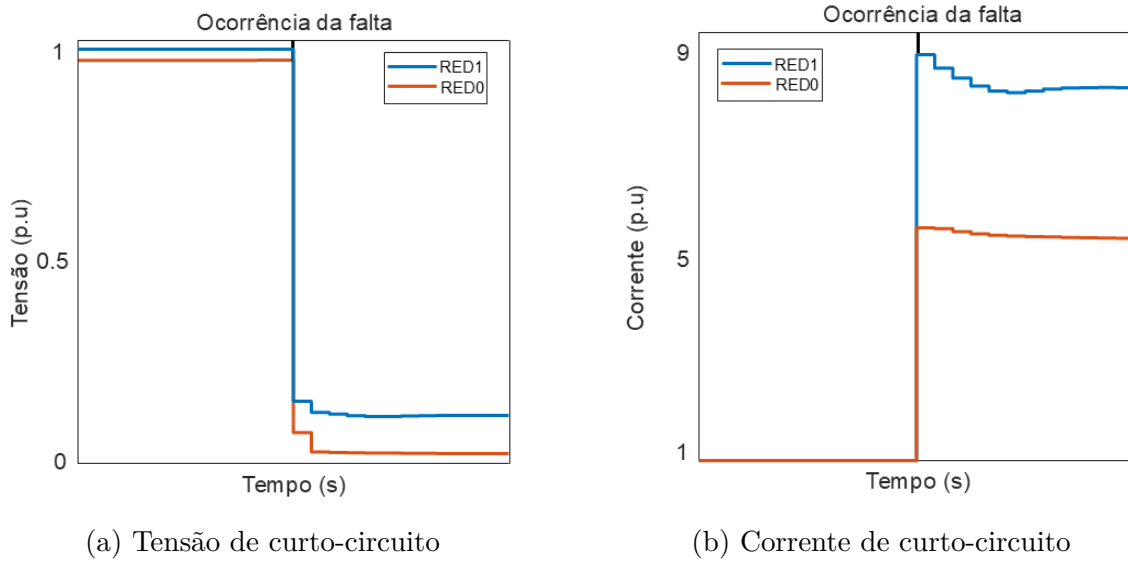 Ocorrência da falta
1
0.5
0
Tensão (p.u)
Tempo (s)
RED1
RED0
(a) Tensão de curto-circuito
Ocorrência da falta
9
5
1
Corrente (p.u)
Tempo (s)
RED1
RED0
(b) Corrente de curto-circuito